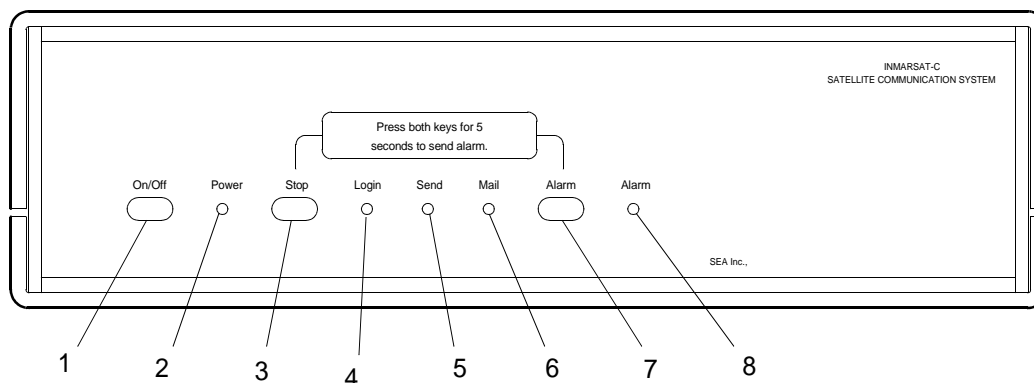 INMARSAT-C
SATELLITE COMMUNICATION SYSTEM
Press both keys for 5
seconds to send alarm.
On/Off Power Stop Login Send Mail Alarm Alarm
SEA Inc.,
1 2 3 4 5 6 7 8